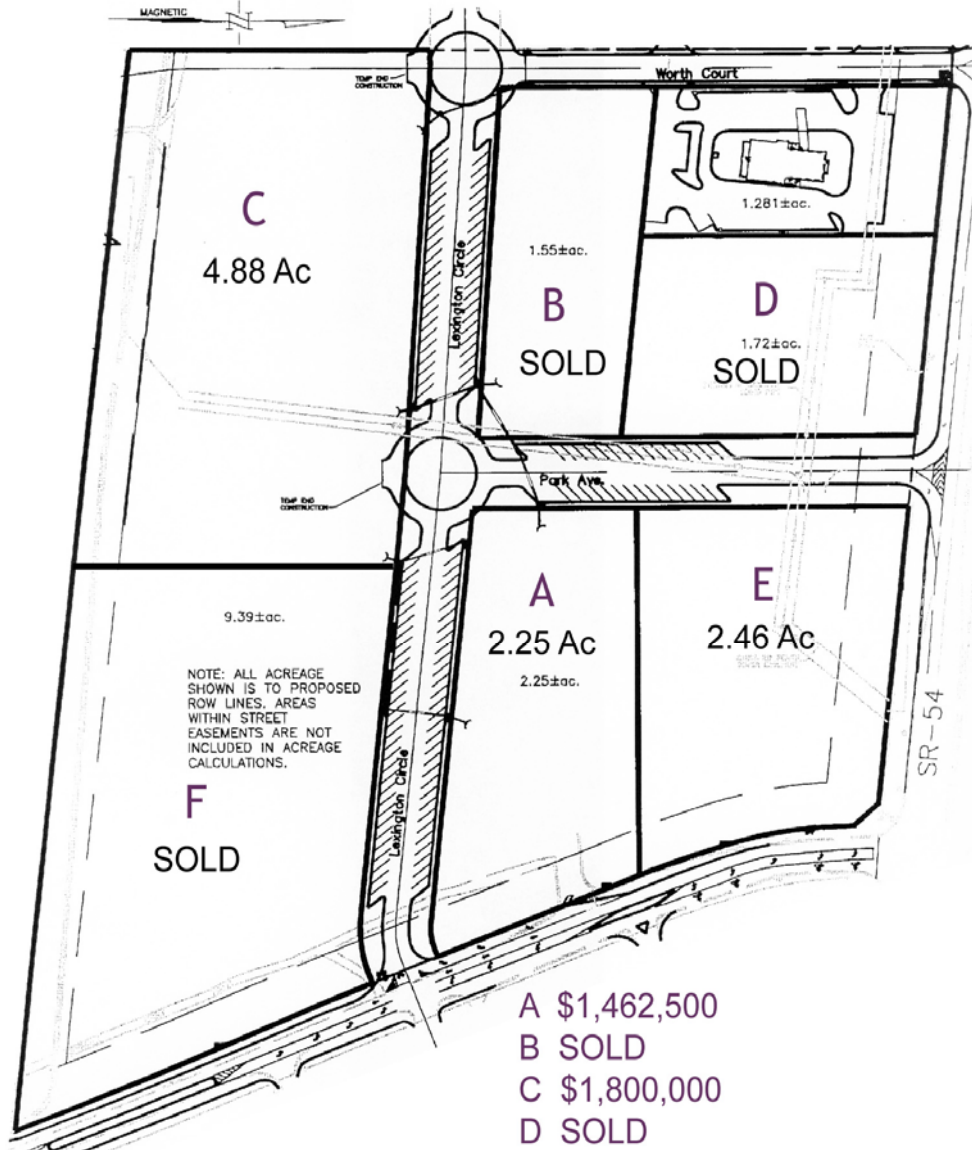 MAGNETIC
N
TEMP END
CONSTRUCTION
Worth Court
C
4.88 Ac
Lexington Circle
1.55±ac.
B
SOLD
1.281±ac.
D
1.72±ac.
SOLD
TEMP END
CONSTRUCTION
Park Ave.
9.39±ac.
NOTE: ALL ACREAGE
SHOWN IS TO PROPOSED
ROW LINES. AREAS
WITHIN STREET
EASEMENTS ARE NOT
INCLUDED IN ACREAGE
CALCULATIONS.
F
SOLD
Lexington Circle
A
2.25 Ac
2.25±ac.
E
2.46 Ac
SR-54
A $1,462,500
B SOLD
C $1,800,000
D SOLD